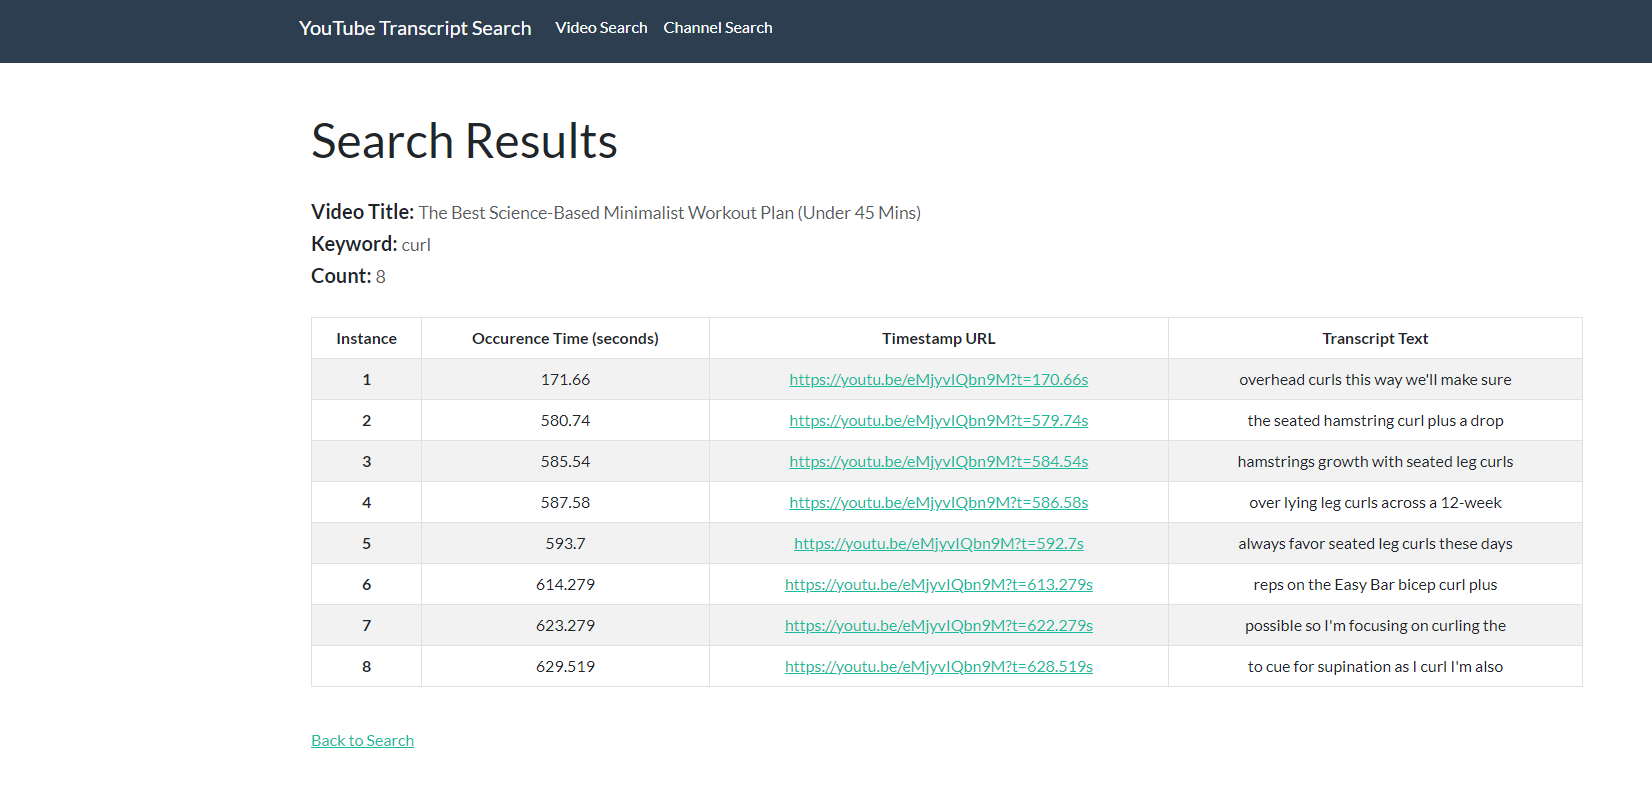 YouTube Transcript Search Video Search Channel Search
Search Results
Video Title: The Best Science-Based Minimalist Workout Plan (Under 45 Mins)
Keyword: curl
Count: 8
Instance Occurence Time (seconds) Timestamp URL Transcript Text
1 171.66 https://youtu.be/eMjyvIQbn9M?t=170.66s overhead curls this way we'll make sure
2 580.74 https://youtu.be/eMjyvIQbn9M?t=579.74s the seated hamstring curl plus a drop
3 585.54 https://youtu.be/eMjyvIQbn9M?t=584.54s hamstrings growth with seated leg curls
4 587.58 https://youtu.be/eMjyvIQbn9M?t=586.58s over lying leg curls across a 12-week
5 593.7 https://youtu.be/eMjyvIQbn9M?t=592.7s always favor seated leg curls these days
6 614.279 https://youtu.be/eMjyvIQbn9M?t=613.279s reps on the Easy Bar bicep curl plus
7 623.279 https://youtu.be/eMjyvIQbn9M?t=622.279s possible so I'm focusing on curling the
8 629.519 https://youtu.be/eMjyvIQbn9M?t=628.519s to cue for supination as I curl I'm also
Back to Search